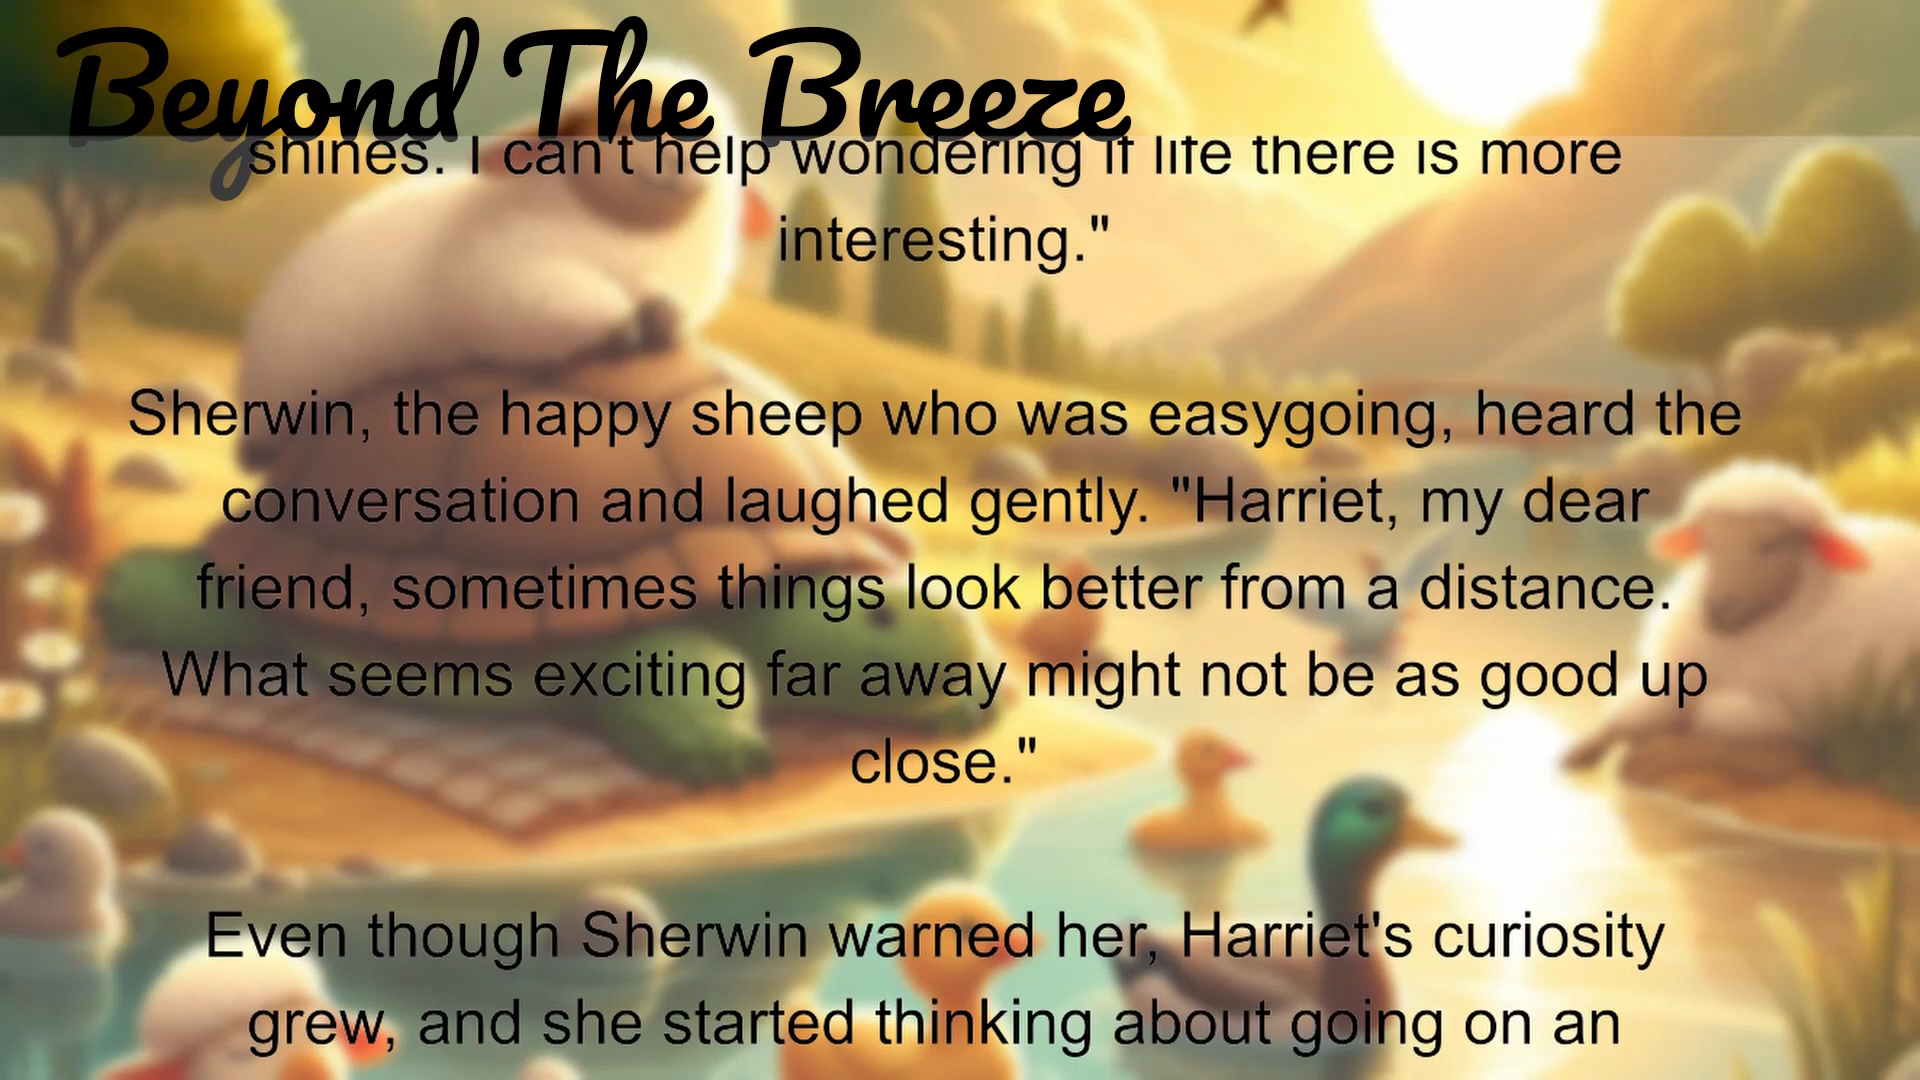 Beyond The Breeze
shines. I can't help wondering if life there is more
interesting."
Sherwin, the happy sheep who was easygoing, heard the
conversation and laughed gently. "Harriet, my dear
friend, sometimes things look better from a distance.
What seems exciting far away might not be as good up
close."
Even though Sherwin warned her, Harriet's curiosity
grew, and she started thinking about going on an